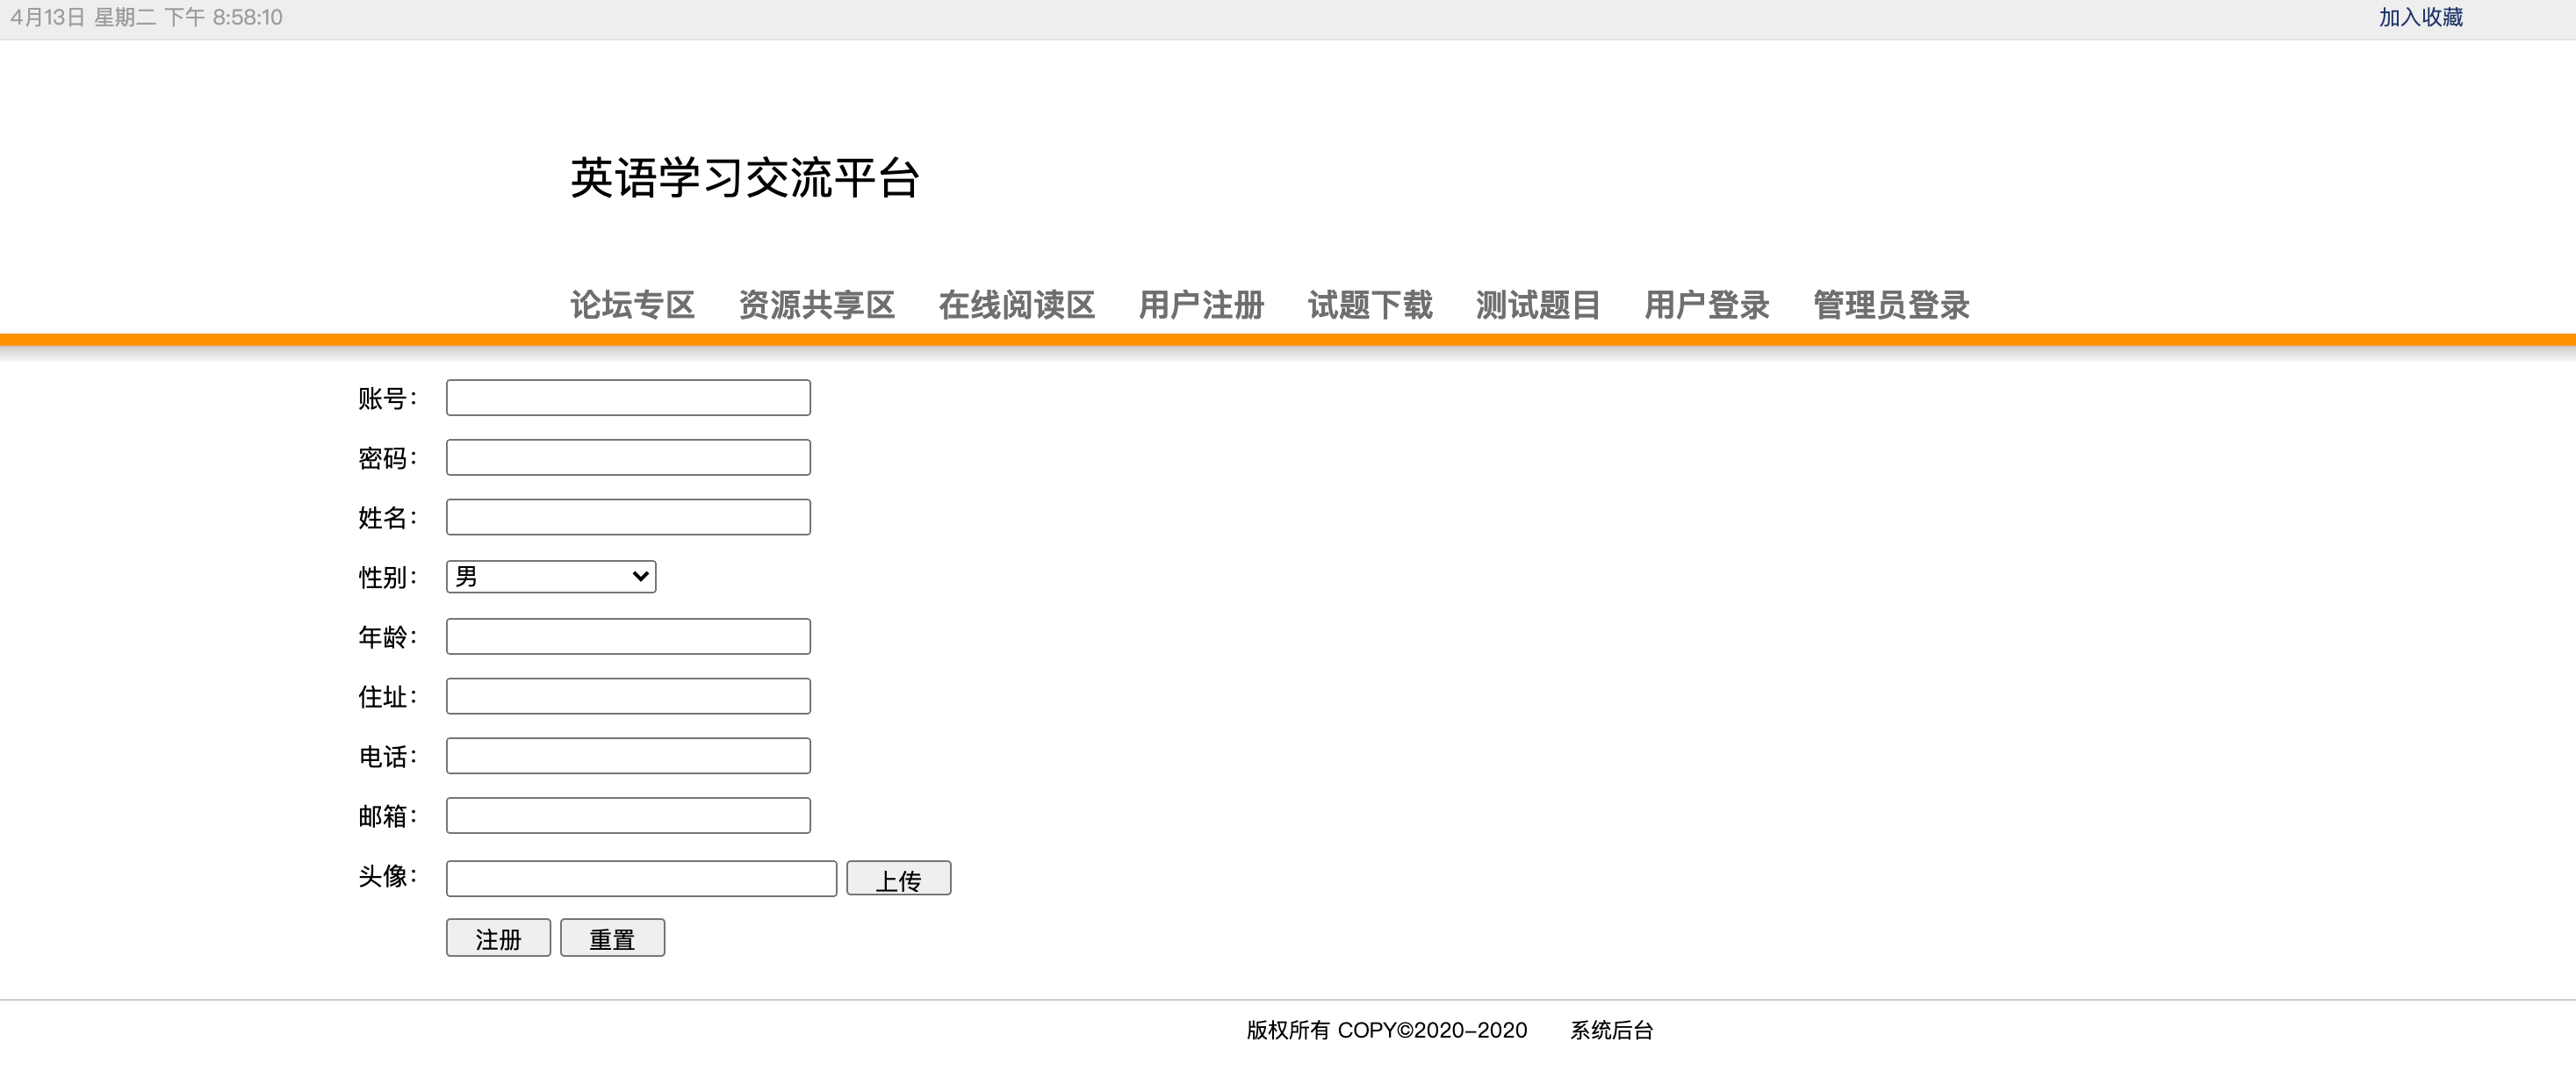 4月13日 星期二 下午 8:58:10 加入收藏
英语学习交流平台
论坛专区 资源共享区 在线阅读区 用户注册 试题下载 测试题目 用户登录 管理员登录
账号：
密码：
姓名：
性别： 男
年龄：
住址：
电话：
邮箱：
头像： 上传
注册 重置
版权所有 COPY©2020-2020 系统后台